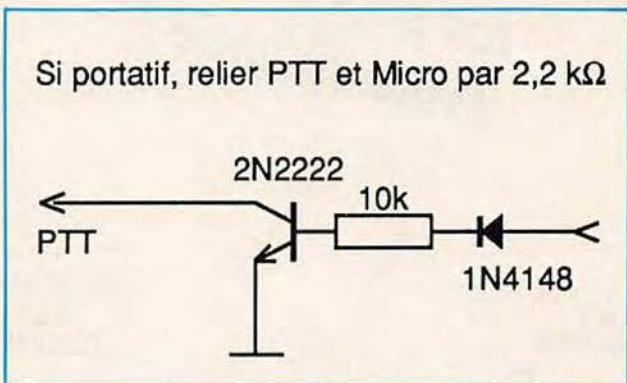 Si portatif, relier PTT et Micro par 2,2 kΩ
2N2222
10k
PTT
1N4148